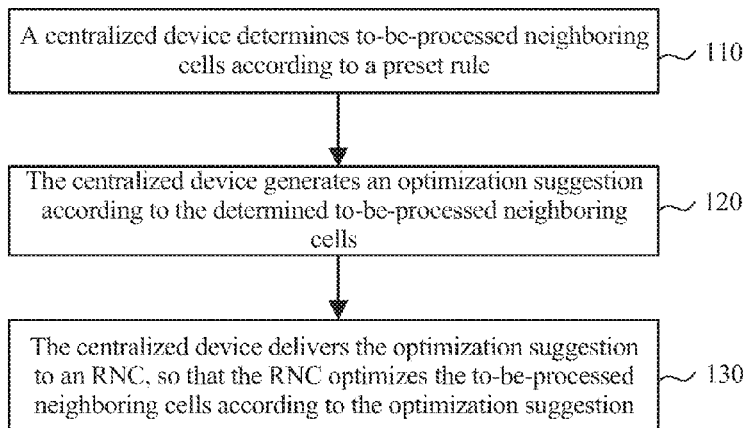 A centralized device determines to-be-processed neighboring
cells according to a preset rule
110
The centralized device generates an optimization suggestion
according to the determined to-be-processed neighboring
cells
120
The centralized device delivers the optimization suggestion
to an RNC, so that the RNC optimizes the to-be-processed
neighboring cells according to the optimization suggestion
130